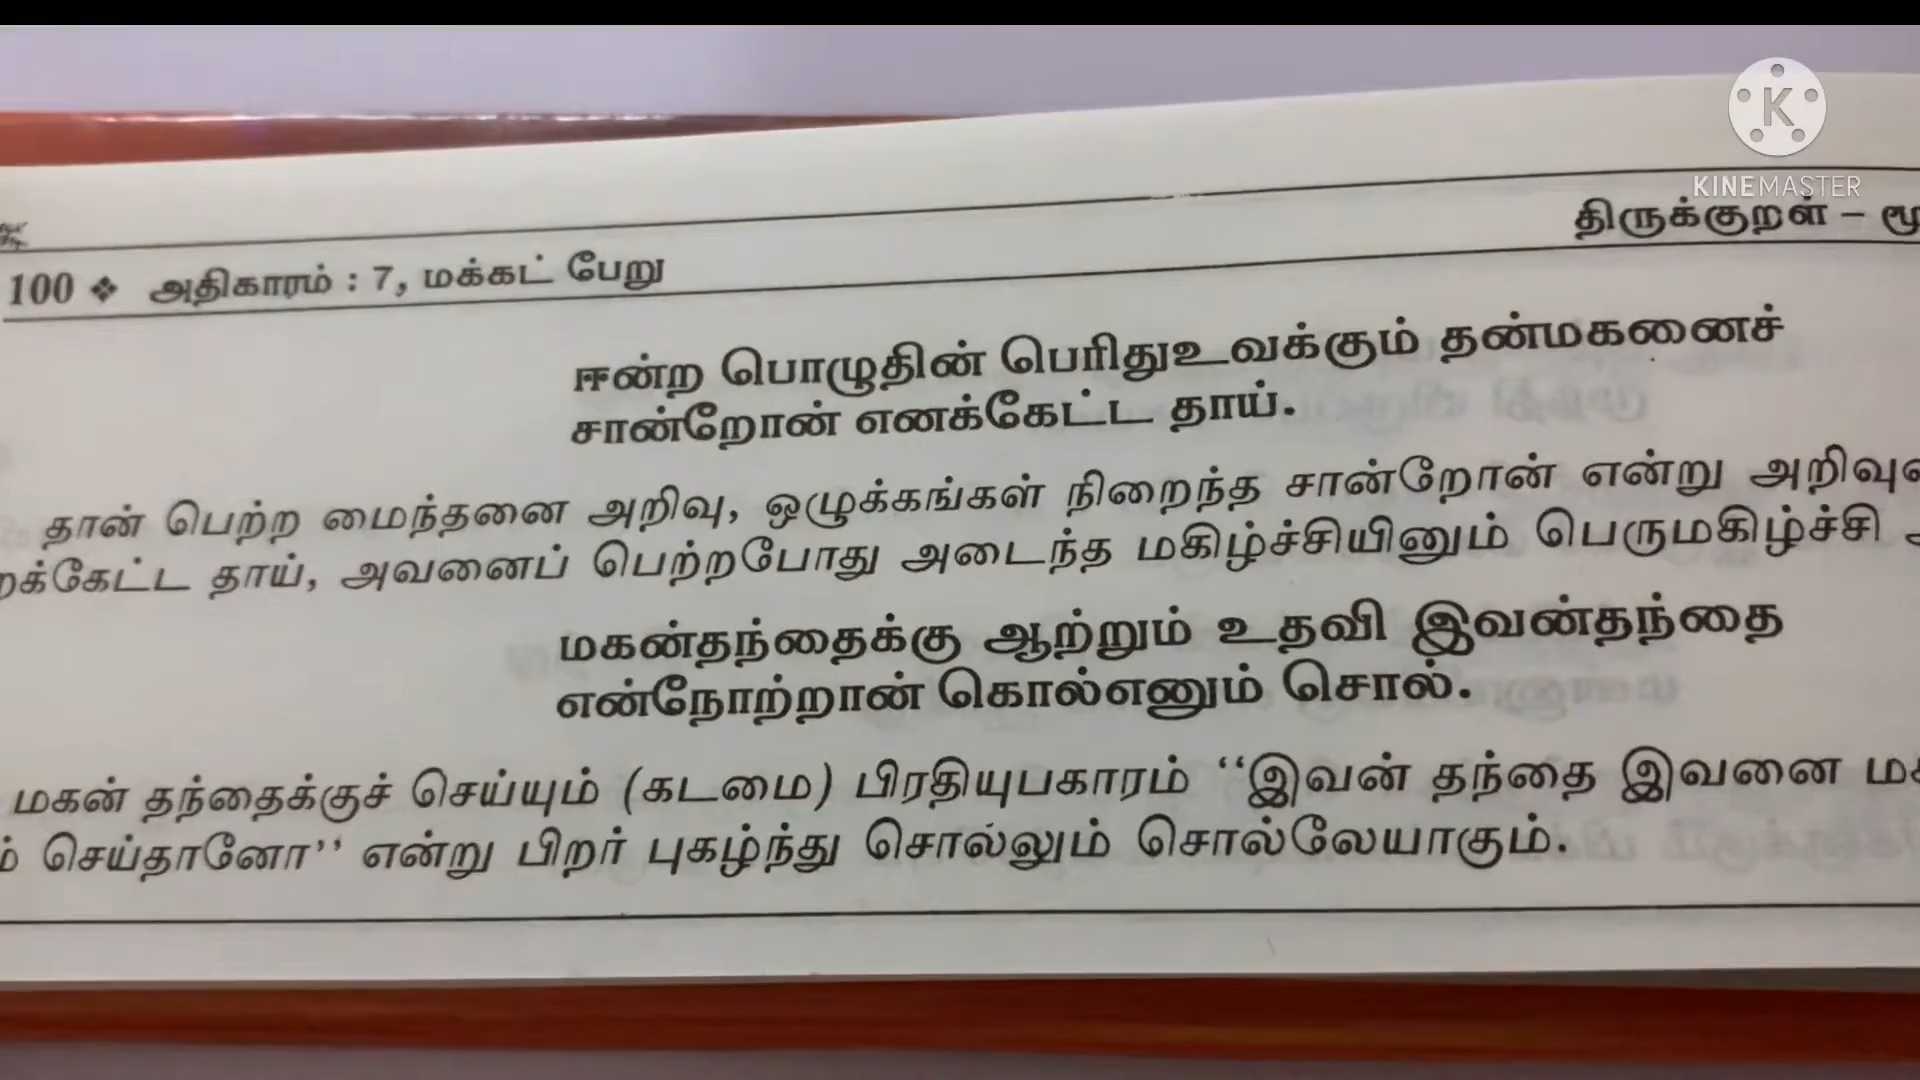 KINEMASTER
திருக்குறள் –
100 ❖ அதிகாரம் : 7, மக்கட் பேறு
ஈன்ற பொழுதின் பெரிதுஉவக்கும் தன்மகனைச்
சான்றோன் எனக்கேட்ட தாய்.
தான் பெற்ற மைந்தனை அறிவு, ஒழுக்கங்கள் நிறைந்த சான்றோன் என்று
தாய், அவனைப் பெற்றபோது அடைந்த மகிழ்ச்சியினும் பெருமகிழ்ச்சி
மகன்தந்தைக்கு ஆற்றும் உதவி இவன்தந்தை
என்நோற்றான் கொல்எனும் சொல்.
மகன் தந்தைக்குச் செய்யும் (கடமை) பிரதியுபகாரம் “இவன் தந்தை இவனை
செய்தானோ” என்று பிறர் புகழ்ந்து சொல்லும் சொல்லேயாகும்.